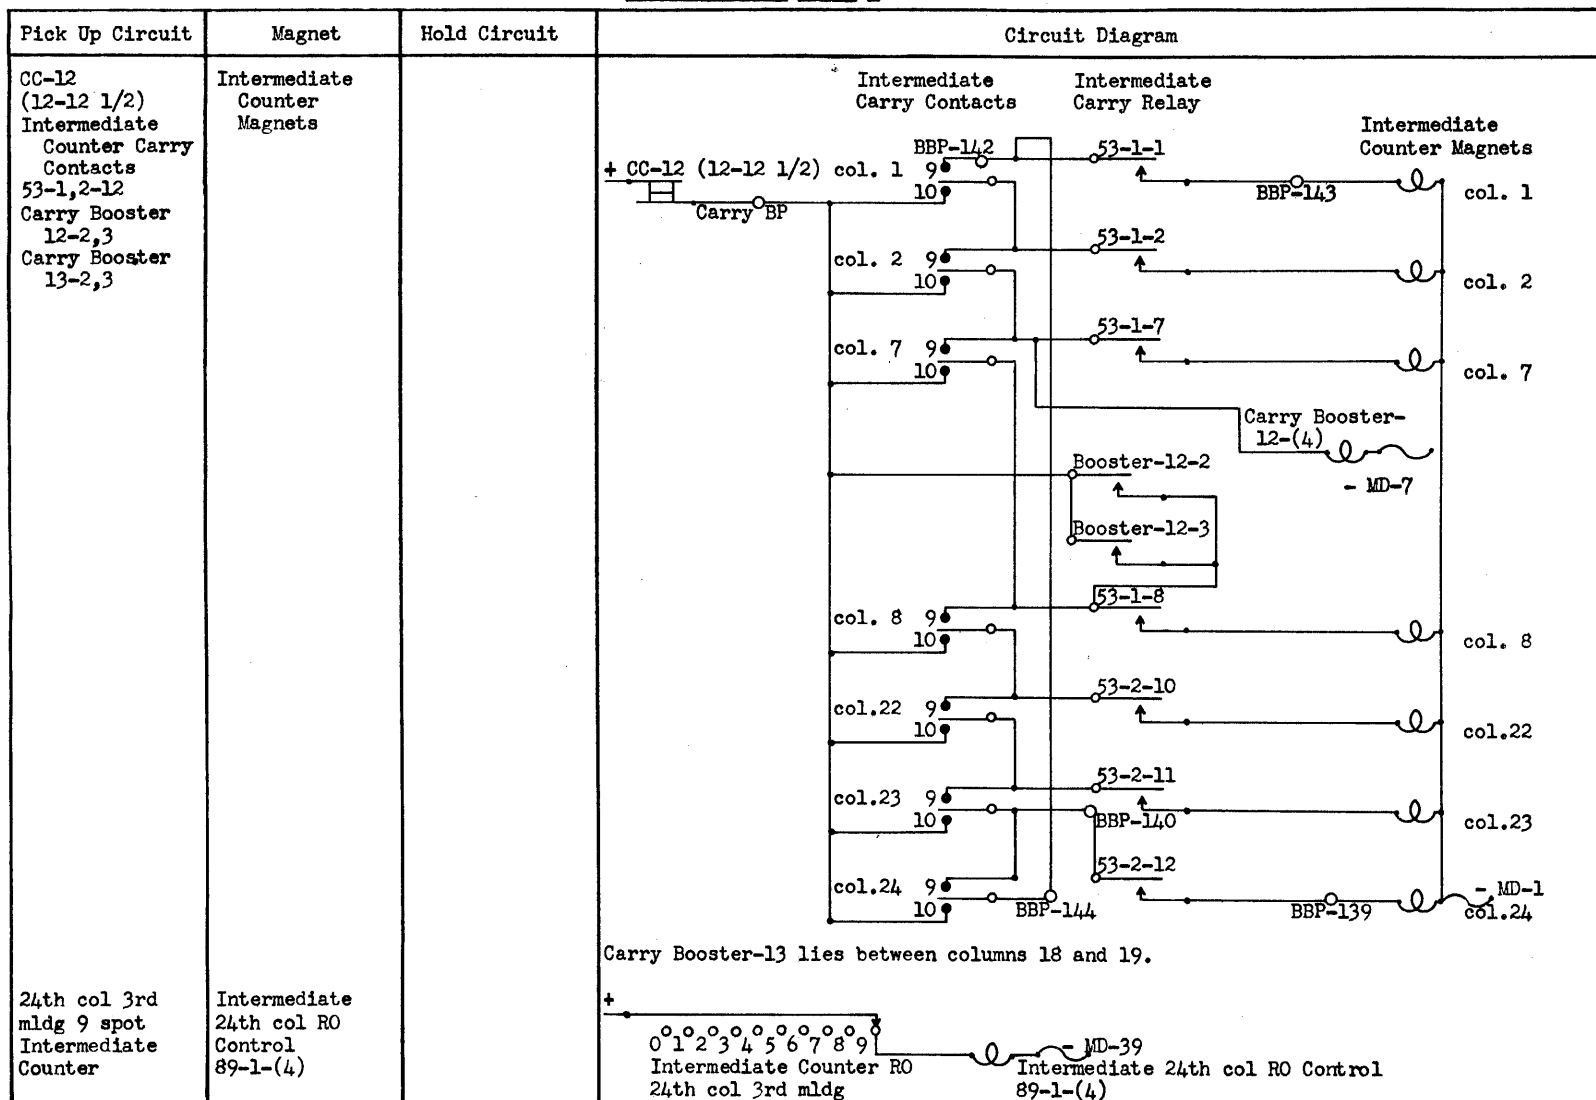 Pick Up Circuit
Magnet
Hold Circuit
Circuit Diagram
CC-12
(12-12 1/2)
Intermediate
Counter Carry
Contacts
53-1,2-12
Carry Booster
12-2,3
Carry Booster
13-2,3
Intermediate
Counter
Magnets
Intermediate
Carry Contacts
Intermediate
Carry Relay
Intermediate
Counter Magnets
+ CC-12 (12-12 1/2) col. 1 9
10
BBP-142
53-1-1
BBP-143
col. 1
Carry BP
col. 2 9
10
53-1-2
col. 2
col. 7 9
10
53-1-7
col. 7
Carry Booster-
12-(4)
- MD-7
Booster-12-2
Booster-12-3
col. 8 9
10
53-1-8
col. 8
col.22 9
10
53-2-10
col.22
col.23 9
10
53-2-11
BBP-140
col.23
col.24 9
10
BBP-144
53-2-12
BBP-139
- MD-1
col.24
Carry Booster-13 lies between columns 18 and 19.
24th col 3rd
mldg 9 spot
Intermediate
Counter
Intermediate
24th col RO
Control
89-1-(4)
+
0 1 2 3 4 5 6 7 8 9
- MD-39
Intermediate Counter RO
24th col 3rd mldg
Intermediate 24th col RO Control
89-1-(4)